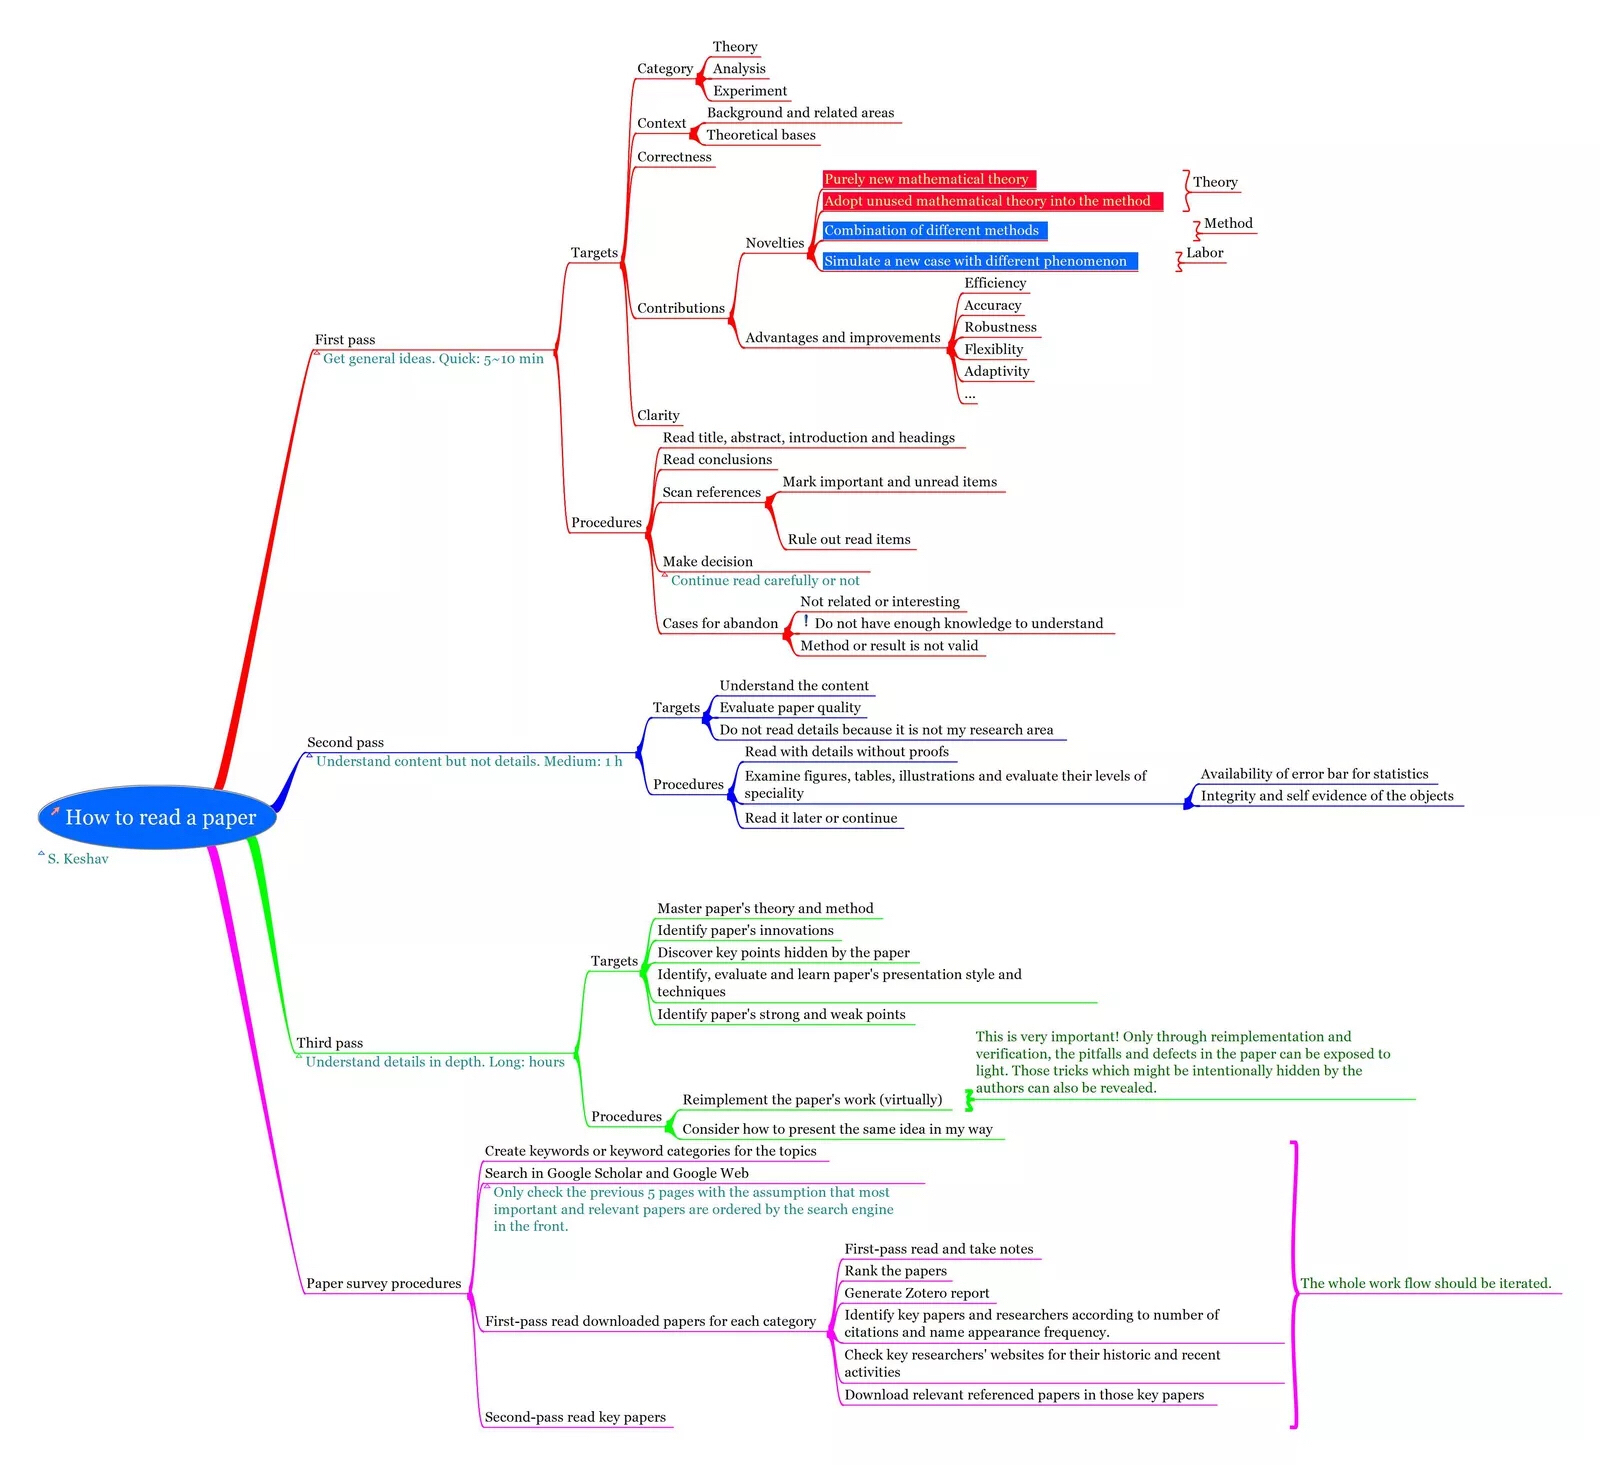 How to read a paper
S. Keshav
First pass
Get general ideas. Quick: 5~10 min
Targets
Category
Theory
Analysis
Experiment
Context
Background and related areas
Theoretical bases
Correctness
Contributions
Novelties
Purely new mathematical theory
Adopt unused mathematical theory into the method
Theory
Combination of different methods
Method
Simulate a new case with different phenomenon
Labor
Advantages and improvements
Efficiency
Accuracy
Robustness
Flexiblity
Adaptivity
...
Clarity
Procedures
Read title, abstract, introduction and headings
Read conclusions
Scan references
Mark important and unread items
Rule out read items
Make decision
Continue read carefully or not
Cases for abandon
Not related or interesting
! Do not have enough knowledge to understand
Method or result is not valid
Second pass
Understand content but not details. Medium: 1 h
Targets
Understand the content
Evaluate paper quality
Do not read details because it is not my research area
Procedures
Read with details without proofs
Examine figures, tables, illustrations and evaluate their levels of
speciality
Availability of error bar for statistics
Integrity and self evidence of the objects
Read it later or continue
Third pass
Understand details in depth. Long: hours
Targets
Master paper's theory and method
Identify paper's innovations
Discover key points hidden by the paper
Identify, evaluate and learn paper's presentation style and
techniques
Identify paper's strong and weak points
Procedures
Reimplement the paper's work (virtually)
This is very important! Only through reimplementation and
verification, the pitfalls and defects in the paper can be exposed to
light. Those tricks which might be intentionally hidden by the
authors can also be revealed.
Consider how to present the same idea in my way
Paper survey procedures
Create keywords or keyword categories for the topics
Search in Google Scholar and Google Web
Only check the previous 5 pages with the assumption that most
important and relevant papers are ordered by the search engine
in the front.
First-pass read downloaded papers for each category
First-pass read and take notes
Rank the papers
Generate Zotero report
Identify key papers and researchers according to number of
citations and name appearance frequency.
Check key researchers' websites for their historic and recent
activities
Download relevant referenced papers in those key papers
Second-pass read key papers
The whole work flow should be iterated.